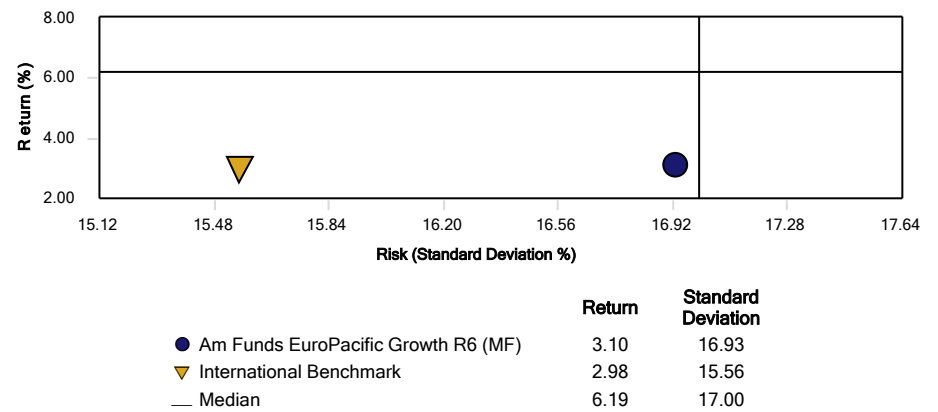 8.00
6.00
4.00
2.00
Return (%)
15.12 15.48 15.84 16.20 16.56 16.92 17.28 17.64
Risk (Standard Deviation %)
Return Standard Deviation
Am Funds EuroPacific Growth R6 (MF) 3.10 16.93
International Benchmark 2.98 15.56
Median 6.19 17.00